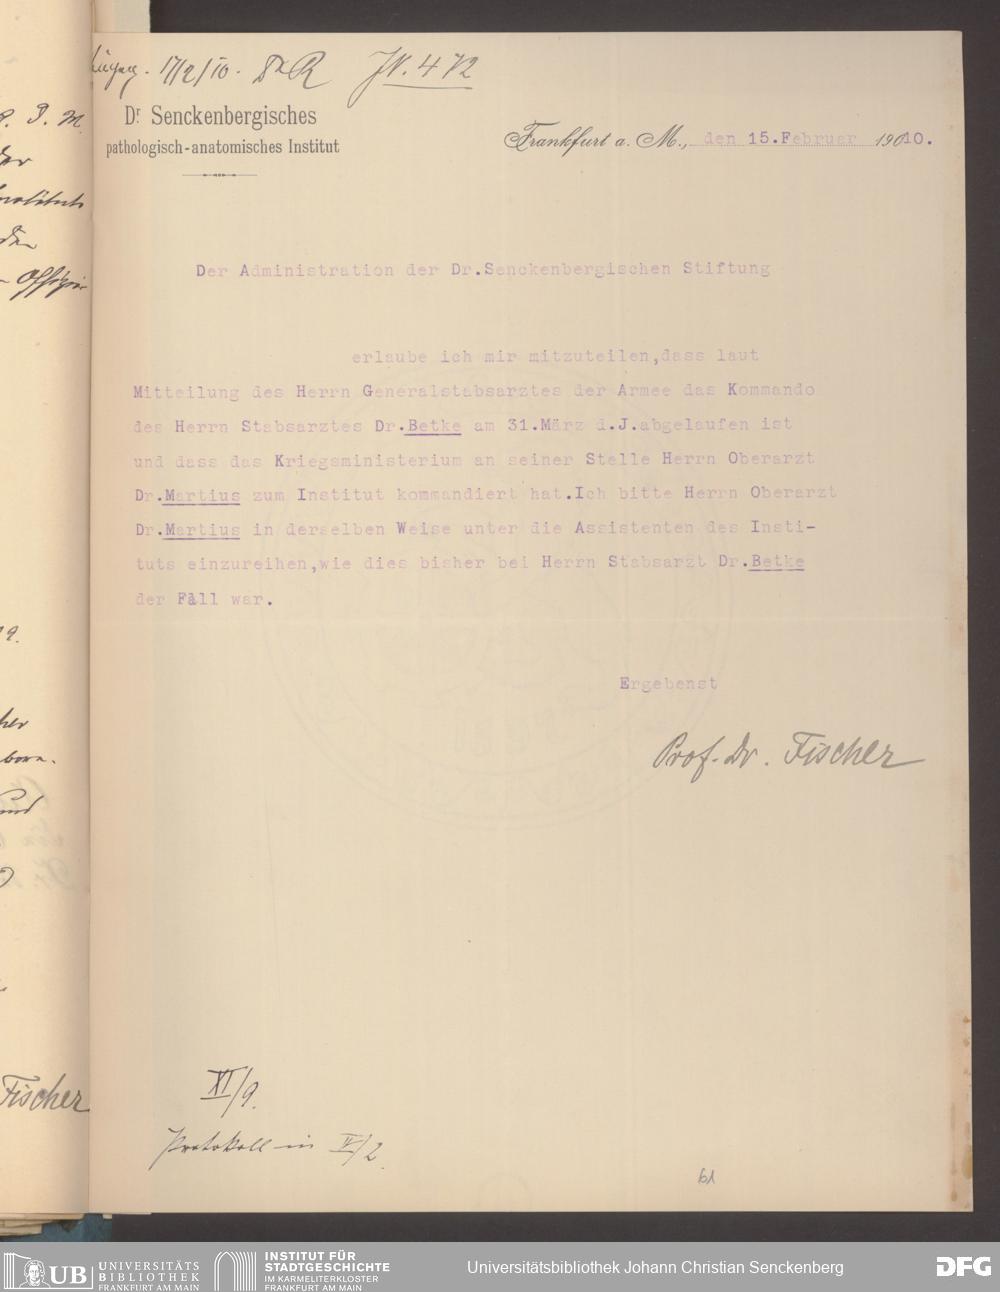 17/2/10. Dr R JN. 472
Dr Senckenbergisches
pathologisch-anatomisches Institut
Frankfurt a. M., den 15.Februar 19010.
Der Administration der Dr.Senckenbergischen Stiftung
erlaube ich mir mitzuteilen,dass laut
Mitteilung des Herrn Generalstabsarztes der Armee das Kommando
des Herrn Stabsarztes Dr.Betke am 31.März d.J.abgelaufen ist
und dass das Kriegsministerium an seiner Stelle Herrn Oberarzt
Dr.Martius zum Institut kommandiert hat.Ich bitte Herrn Oberarzt
Dr.Martius in derselben Weise unter die Assistenten des Insti-
tuts einzureihen,wie dies bisher bei Herrn Stabsarzt Dr.Betke
der Fall war.
Ergebenst
Prof. Dr. Fischer
Fischer
XI/9.
Protokoll in V/2.
61
UB UNIVERSITÄTS
BIBLIOTHEK
FRANKFURT AM MAIN
INSTITUT FÜR
STADTGESCHICHTE
IM KARMELITERKLOSTER
FRANKFURT AM MAIN
Universitätsbibliothek Johann Christian Senckenberg
DFG